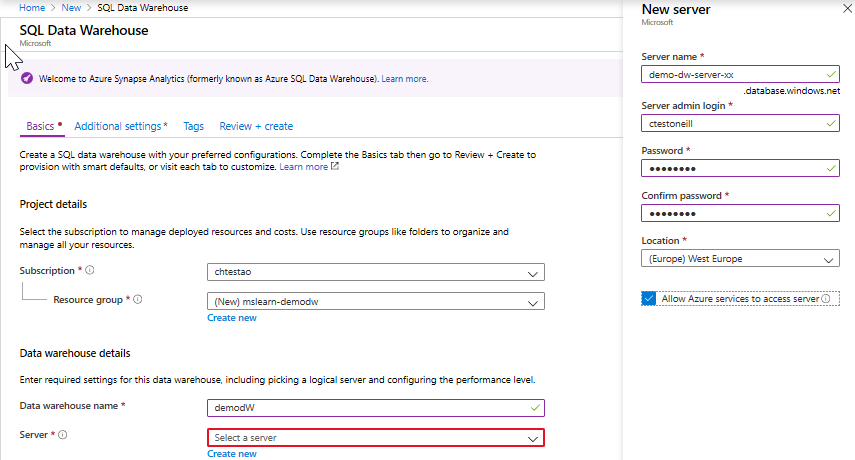 Home > New > SQL Data Warehouse
SQL Data Warehouse
Microsoft
Welcome to Azure Synapse Analytics (formerly known as Azure SQL Data Warehouse). Learn more.
Basics * Additional settings * Tags Review + create
Create a SQL data warehouse with your preferred configurations. Complete the Basics tab then go to Review + Create to
provision with smart defaults, or visit each tab to customize. Learn more
Project details
Select the subscription to manage deployed resources and costs. Use resource groups like folders to organize and
manage all your resources.
Subscription * chtestao
Resource group * (New) mslearn-demodw
Create new
Data warehouse details
Enter required settings for this data warehouse, including picking a logical server and configuring the performance level.
Data warehouse name * demodW
Server * Select a server
Create new
New server
Microsoft
Server name *
demo-dw-server-xx
.database.windows.net
Server admin login *
ctestoneill
Password *
••••••••
Confirm password *
••••••••
Location *
(Europe) West Europe
Allow Azure services to access server